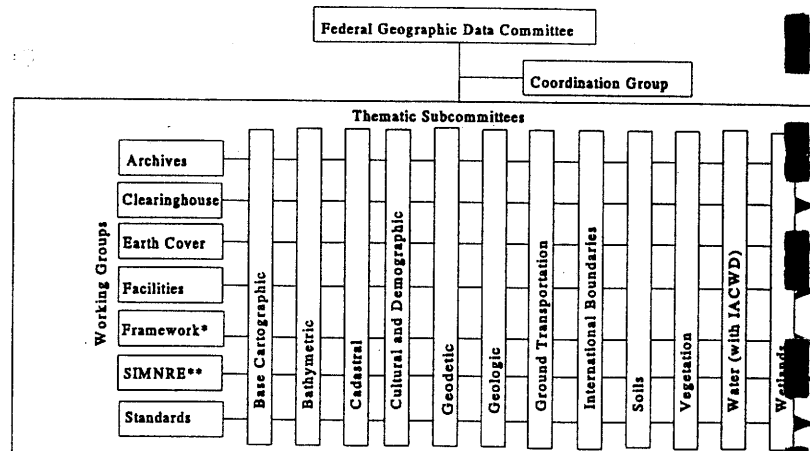 Federal Geographic Data Committee
Coordination Group
Thematic Subcommittees
Working Groups
Archives
Clearinghouse
Earth Cover
Facilities
Framework*
SIMNRE**
Standards
Base Cartographic
Bathymetric
Cadastral
Cultural and Demographic
Geodetic
Geologic
Ground Transportation
International Boundaries
Soils
Vegetation
Water (with IACWD)
Wetlands